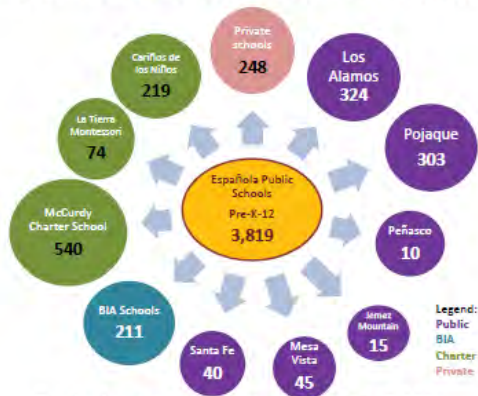 Private
schools
248
Los
Alamos
324
Cariños de
los Niños
219
Pojaque
303
La Tierra
Montessori
74
Española Public
Schools
Pre-K-12
3,819
McCurdy
Charter School
540
Peñasco
10
BIA Schools
211
Jemez
Mountain
15
Santa Fe
40
Mesa
Vista
45
Legend:
Public
BIA
Charter
Private